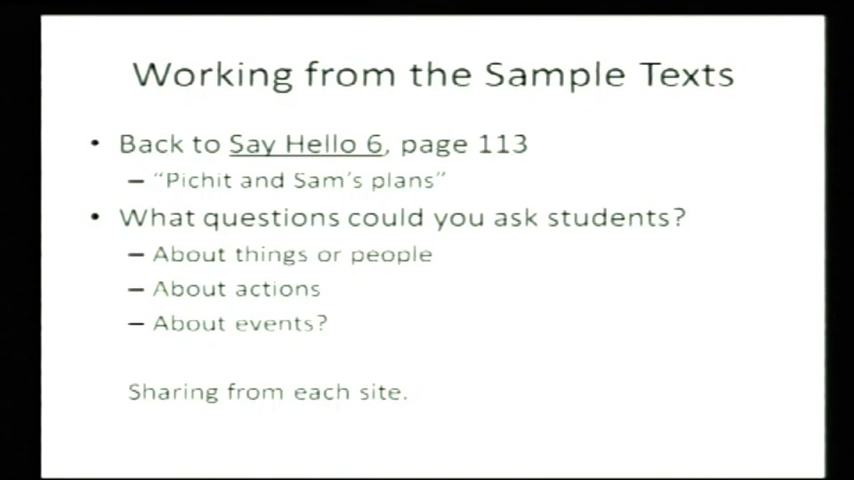 Working from the Sample Texts
• Back to Say Hello 6, page 113
– “Pichit and Sam’s plans”
• What questions could you ask students?
– About things or people
– About actions
– About events?
Sharing from each site.